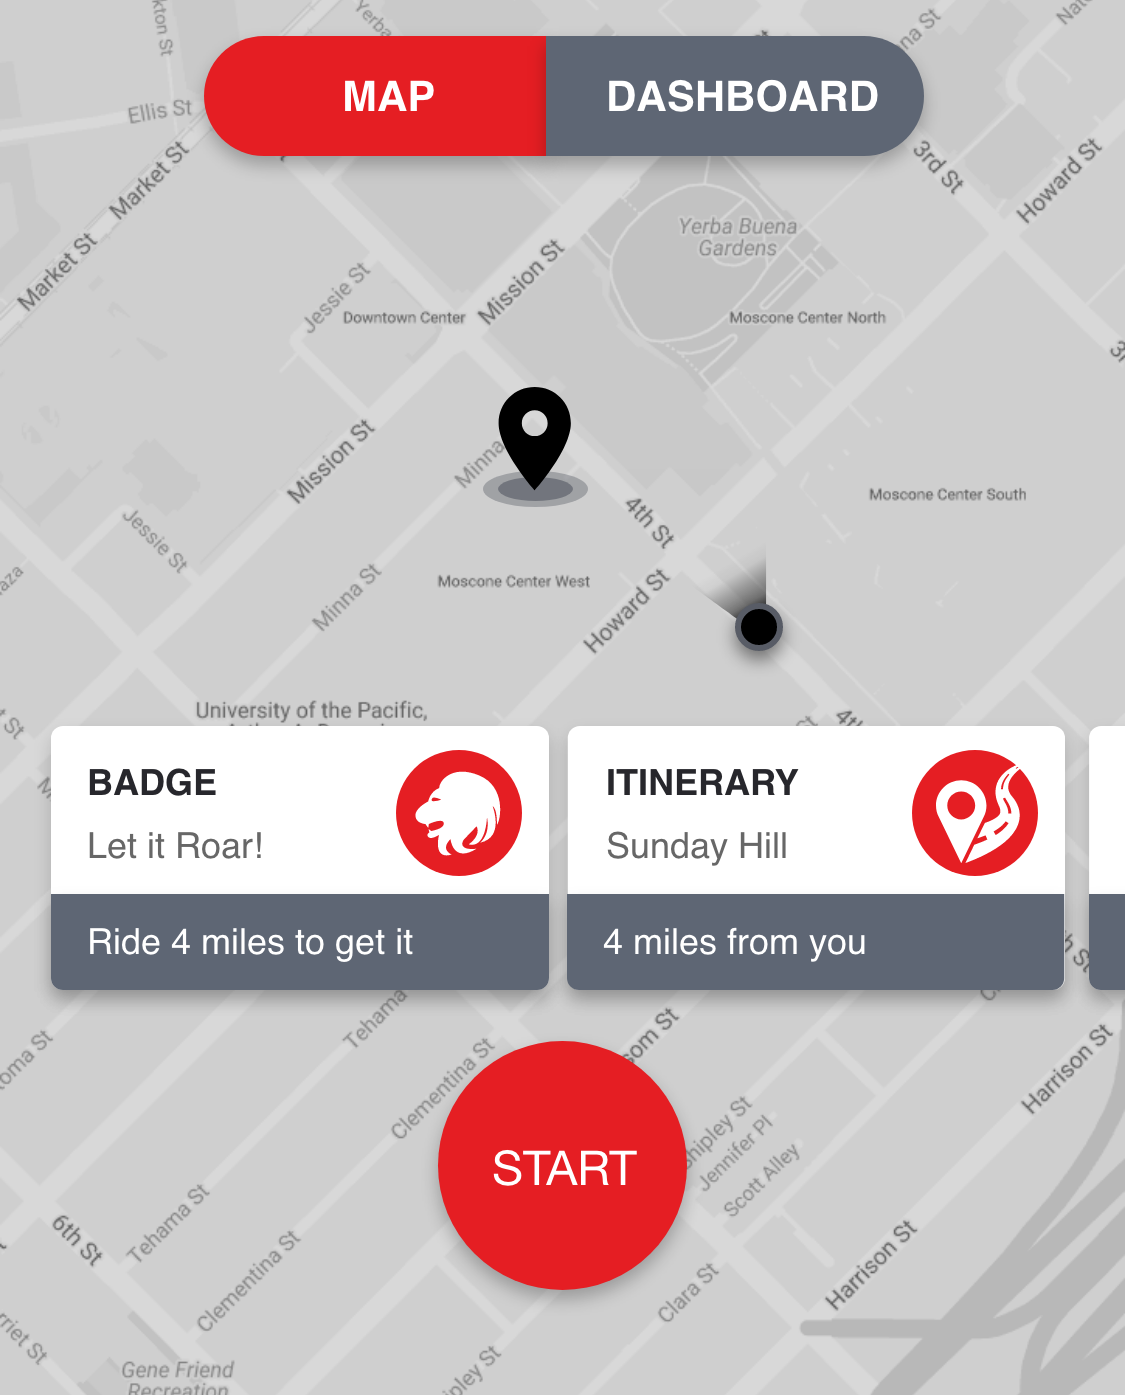 MAP
DASHBOARD
Ellis St
Market St
Market St
3rd St
Howard St
Yerba Buena
Gardens
Jessie St
Mission St
Downtown Center
Moscone Center North
Mission St
Minna
4th St
Moscone Center South
Jessie St
Minna St
Moscone Center West
Howard St
University of the Pacific,
BADGE
Let it Roar!
Ride 4 miles to get it
ITINERARY
Sunday Hill
4 miles from you
Tehama
Clementina St
Harrison St
START
Shipley St
Jennifer Pl
Scott Alley
6th St
Tehama St
Clementina St
Harrison St
Clara St
Gene Friend
Recreation